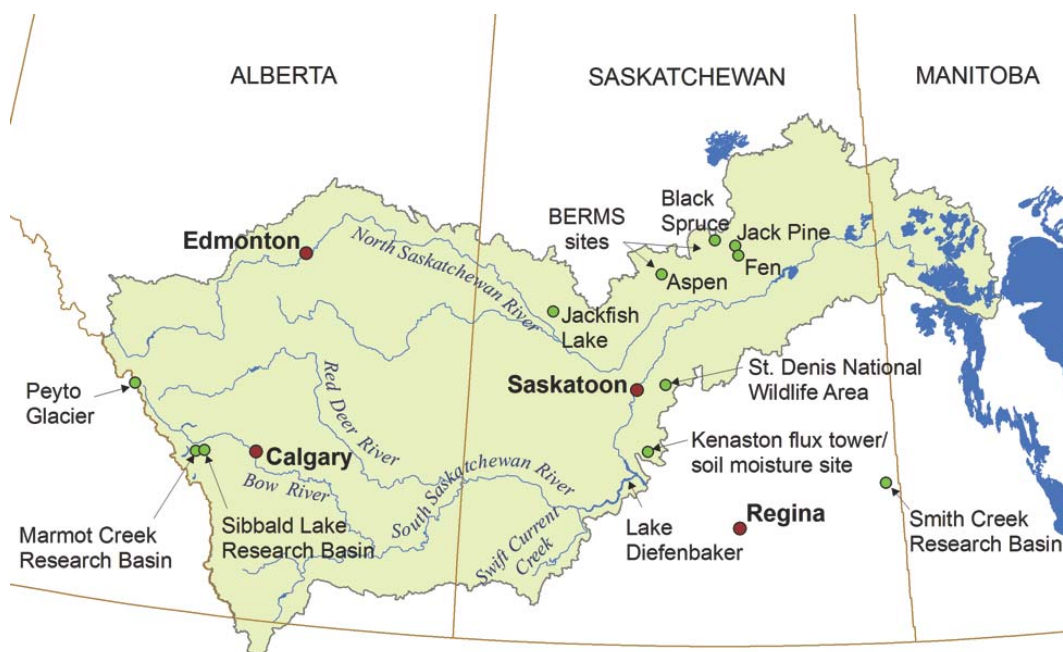 ALBERTA
SASKATCHEWAN
MANITOBA
Black
Spruce
BERMS
sites
Jack Pine
Fen
Aspen
Edmonton
North Saskatchewan River
Jackfish
Lake
Peyto
Glacier
Red Deer River
Saskatoon
St. Denis National
Wildlife Area
Calgary
Bow River
South Saskatchewan River
Kenaston flux tower/
soil moisture site
Marmot Creek
Research Basin
Sibbald Lake
Research Basin
Swift Current
Creek
Lake
Diefenbaker
Regina
Smith Creek
Research Basin